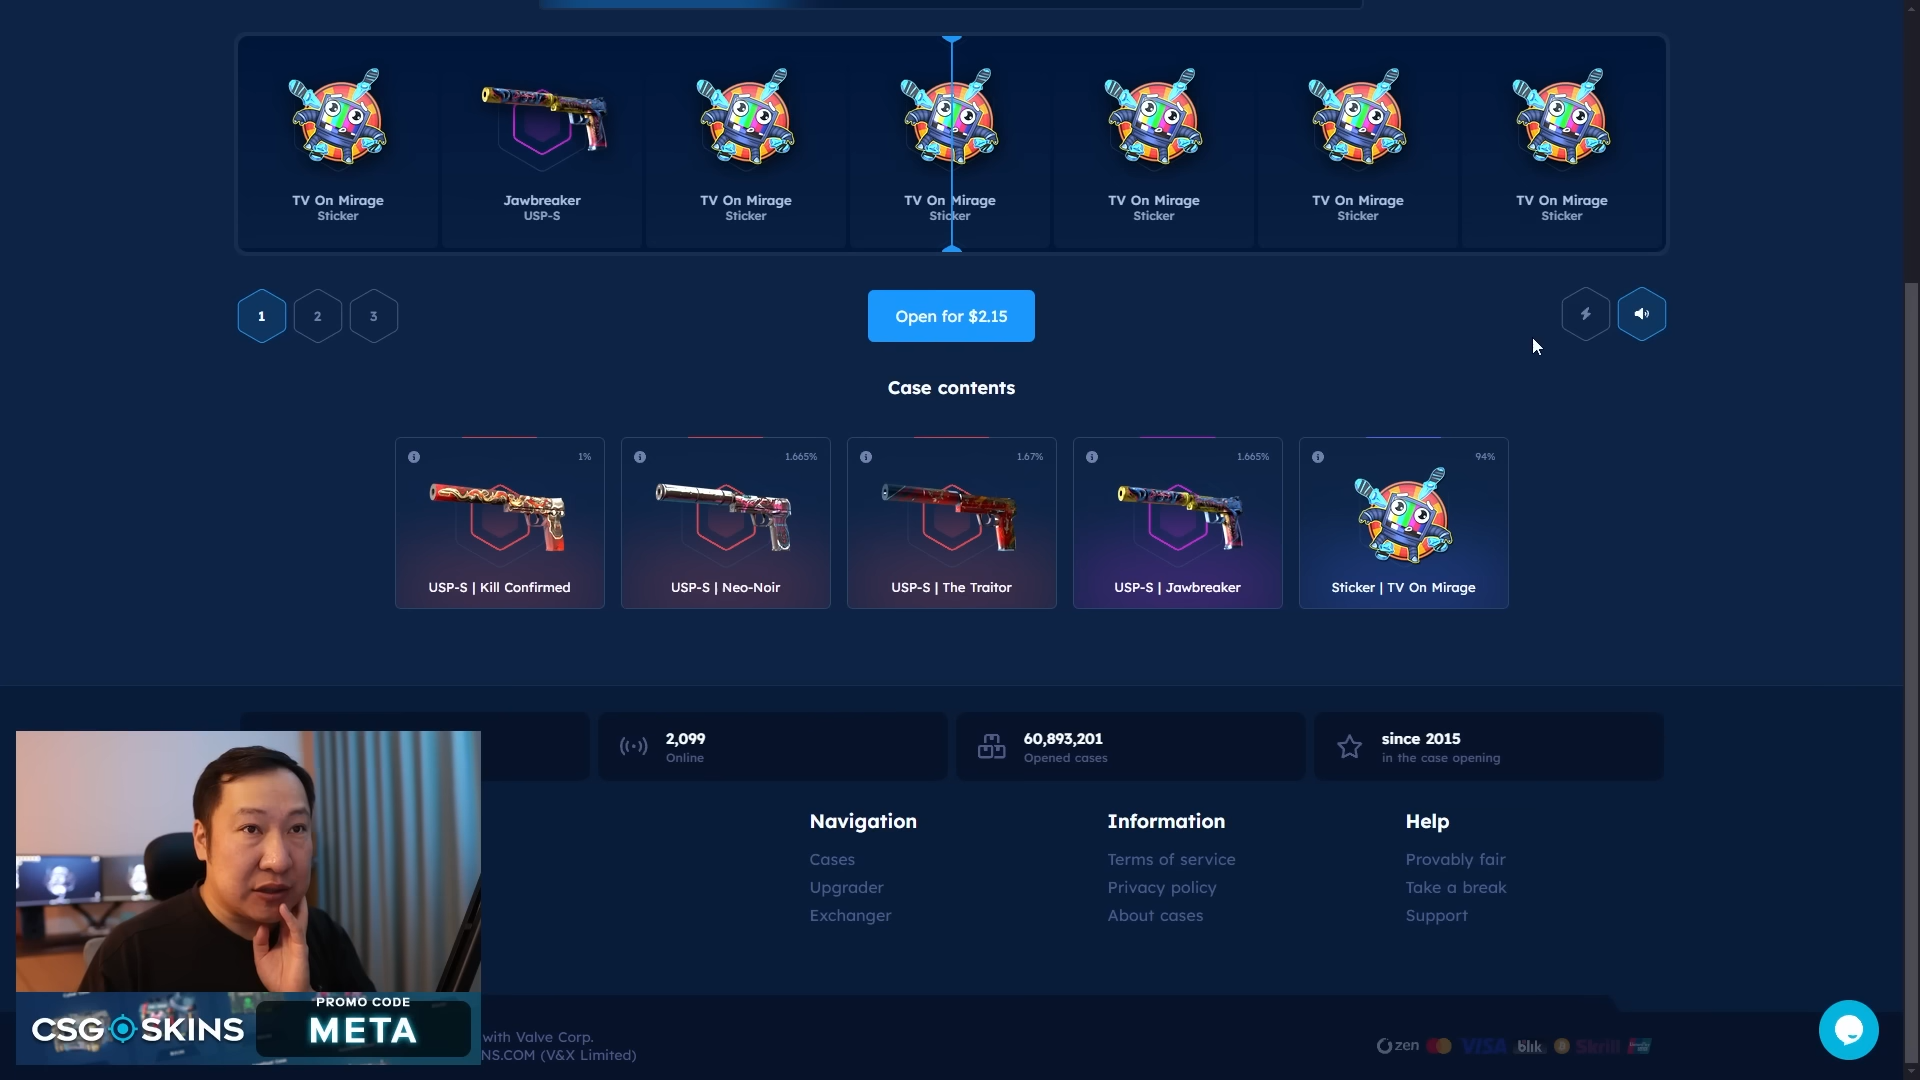 TV On Mirage
Sticker
Jawbreaker
USP-S
TV On Mirage
Sticker
TV On Mirage
Sticker
TV On Mirage
Sticker
TV On Mirage
Sticker
TV On Mirage
Sticker
1
2
3
Open for $2.15
Case contents
1%
USP-S | Kill Confirmed
1.665%
USP-S | Neo-Noir
1.67%
USP-S | The Traitor
1.665%
USP-S | Jawbreaker
94%
Sticker | TV On Mirage
2,099
Online
60,893,201
Opened cases
since 2015
in the case opening
Navigation
Cases
Upgrader
Exchanger
Information
Terms of service
Privacy policy
About cases
Help
Provably fair
Take a break
Support
CSGOSKINS
PROMO CODE
META
with Valve Corp.
NS.COM (V&X Limited)
zen
VISA
blik
Skrill